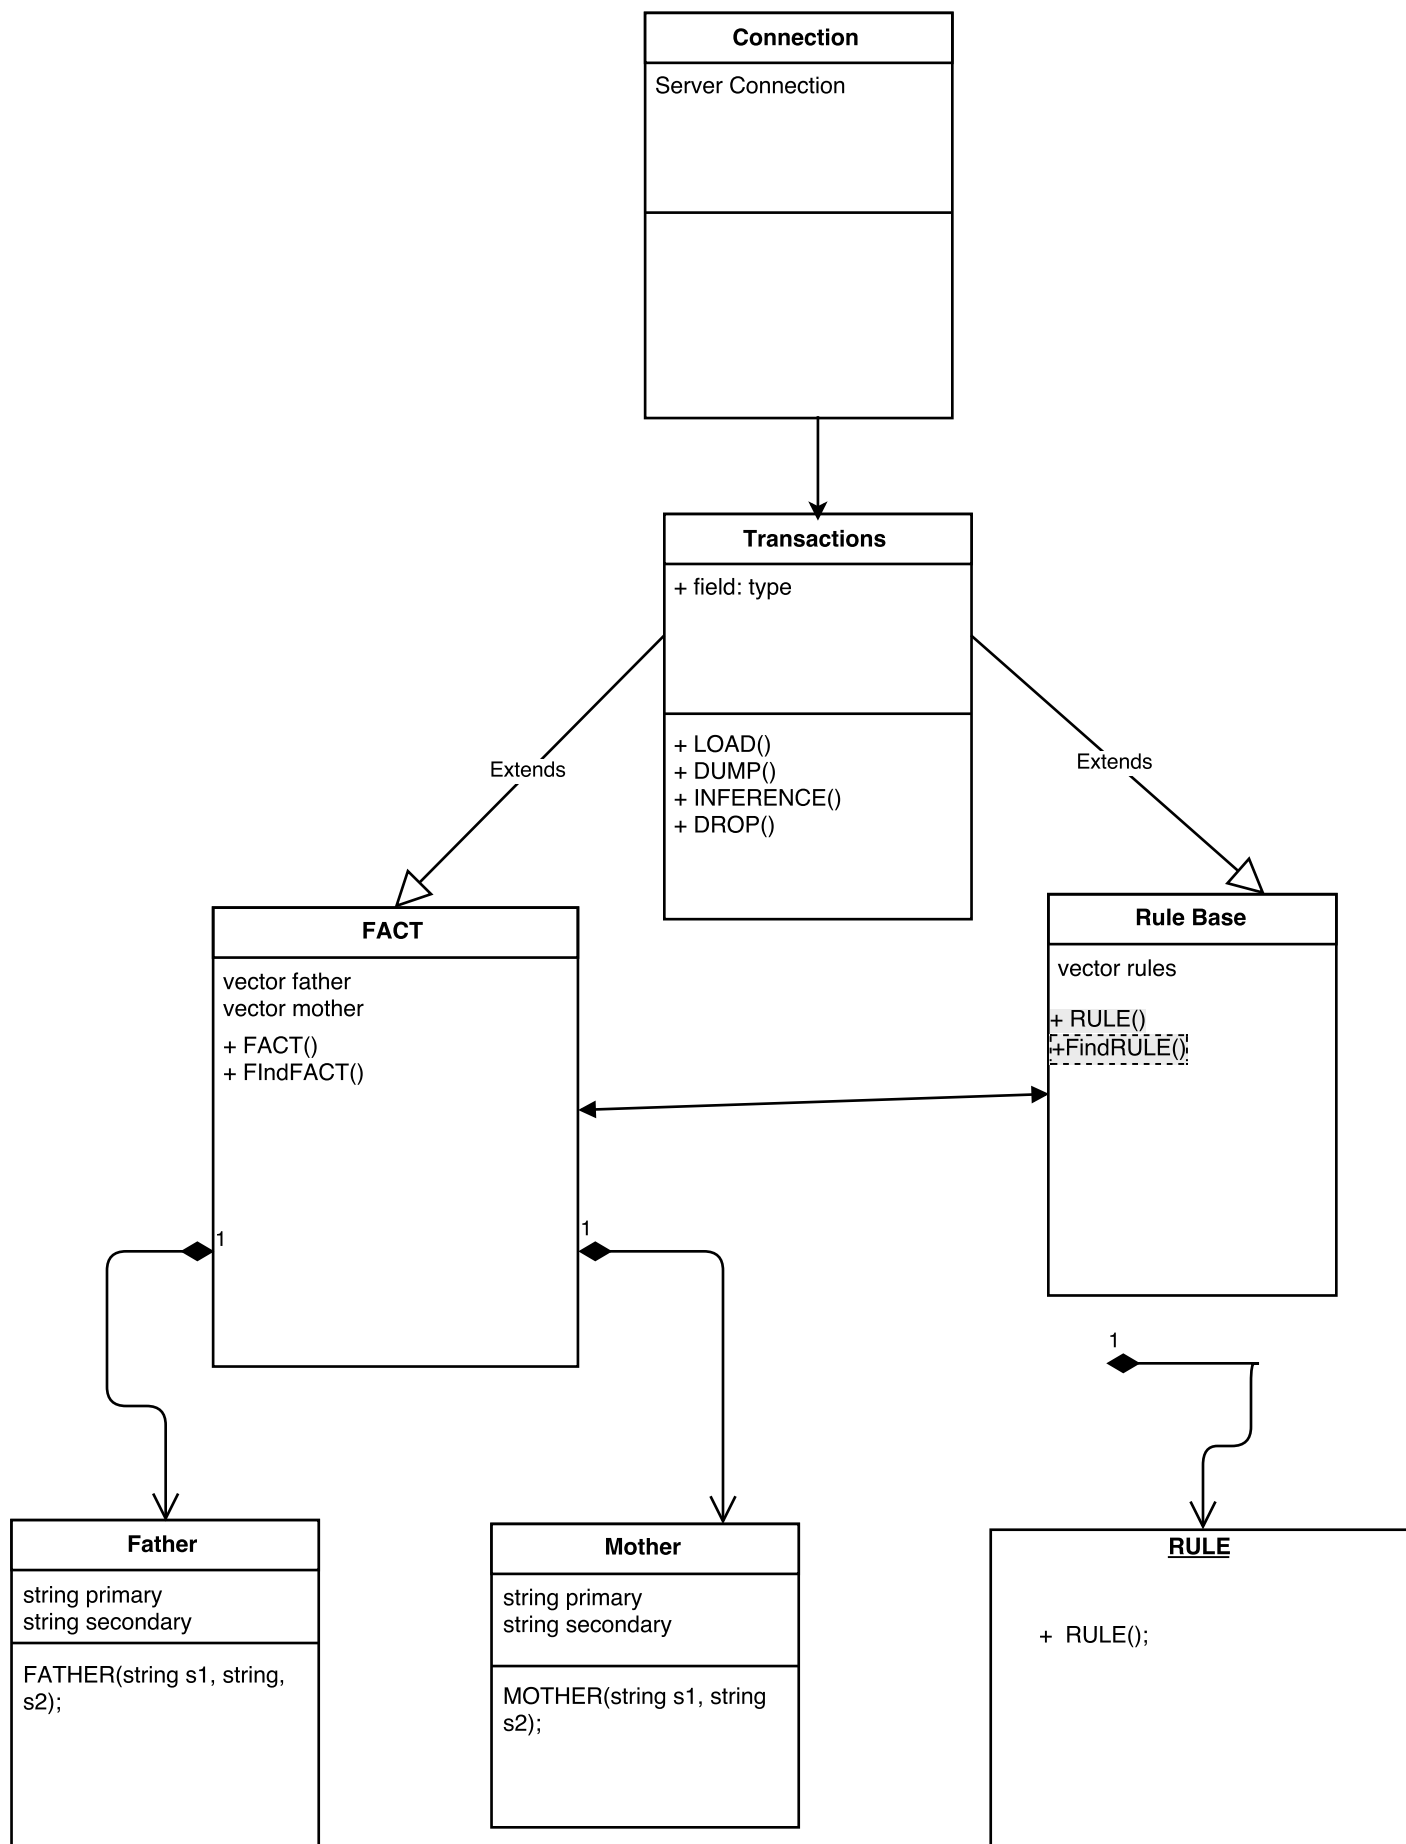 Connection
Server Connection
Transactions
+ field: type
+ LOAD()
+ DUMP()
+ INFERENCE()
+ DROP()
Extends
Extends
FACT
vector father
vector mother
+ FACT()
+ FIndFACT()
Rule Base
vector rules
+ RULE()
+FindRULE()
1
1
1
Father
string primary
string secondary
FATHER(string s1, string,
s2);
Mother
string primary
string secondary
MOTHER(string s1, string
s2);
RULE
+ RULE();